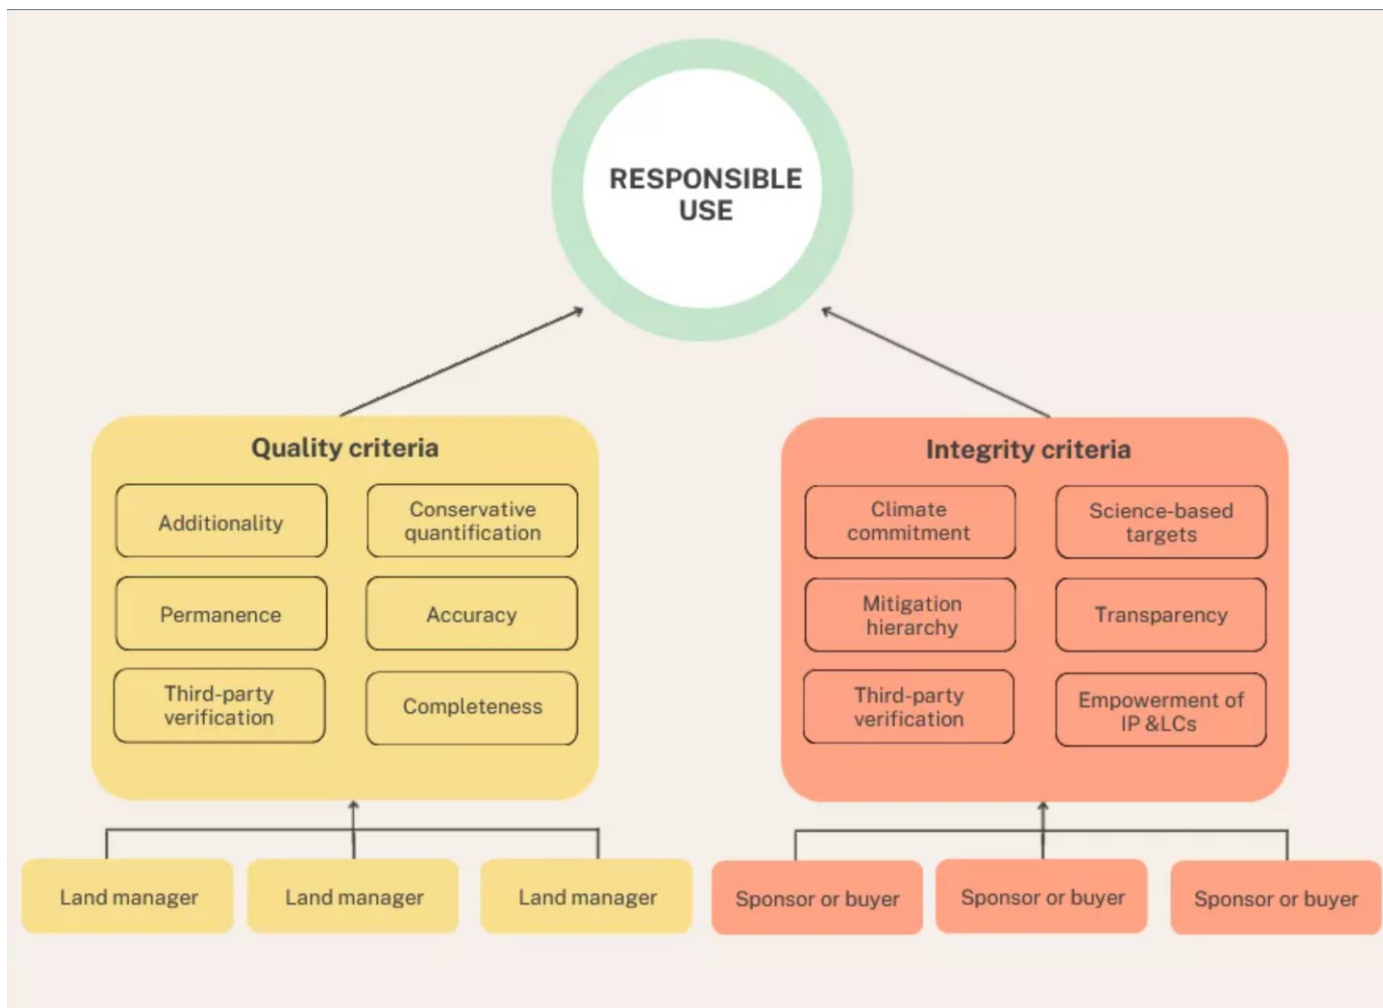 RESPONSIBLE
USE
Quality criteria
Additionality
Conservative
quantification
Permanence
Accuracy
Third-party
verification
Completeness
Integrity criteria
Climate
commitment
Science-based
targets
Mitigation
hierarchy
Transparency
Third-party
verification
Empowerment of
IP &LCs
Land manager
Land manager
Land manager
Sponsor or buyer
Sponsor or buyer
Sponsor or buyer